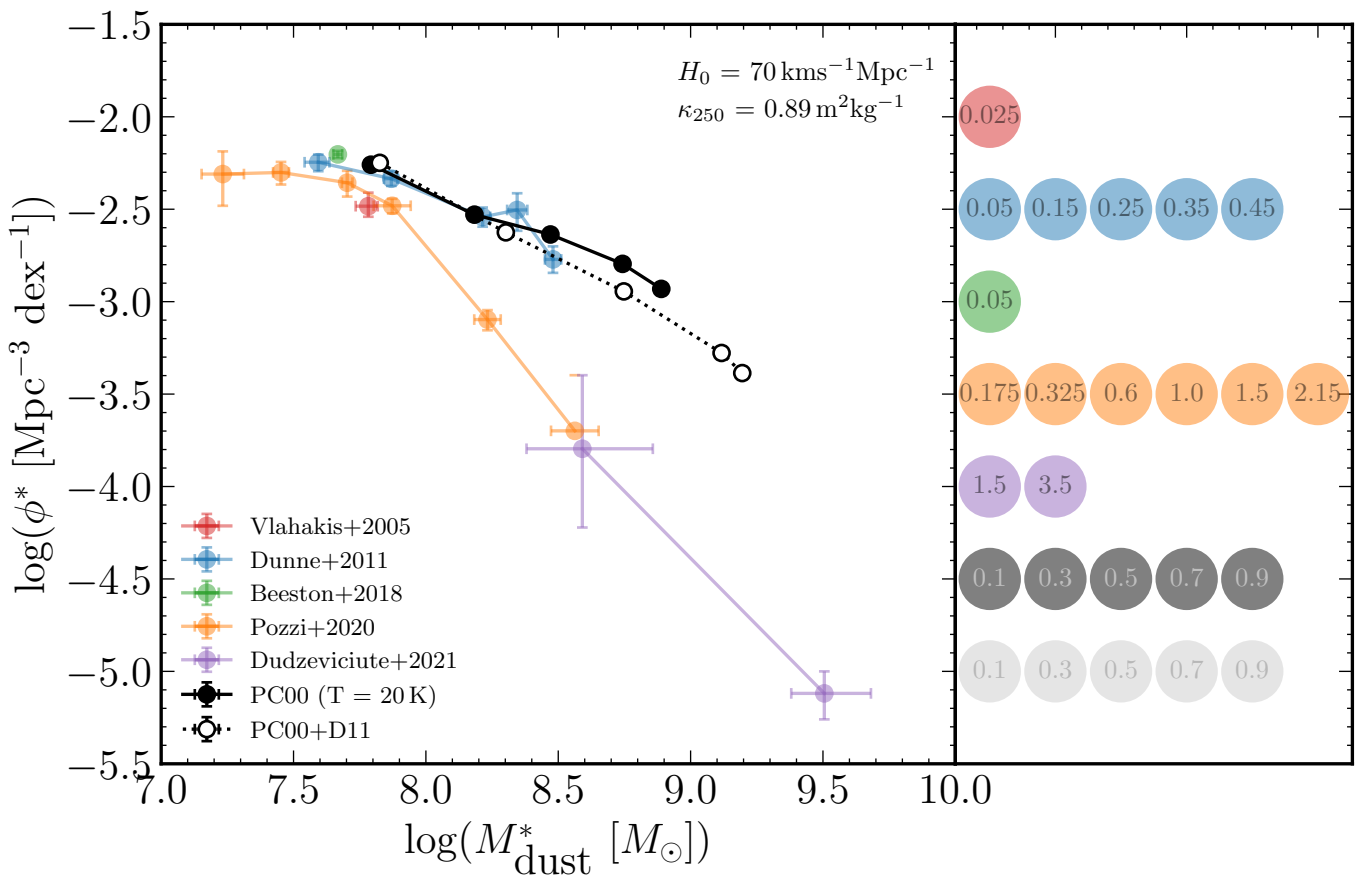 −1.5
−2.0
−2.5
−3.0
−3.5
−4.0
−4.5
−5.0
−5.5
log(ϕ* [Mpc⁻³ dex⁻¹])
H₀ = 70 kms⁻¹Mpc⁻¹
κ₂₅₀ = 0.89 m²kg⁻¹
Vlahakis+2005
Dunne+2011
Beeston+2018
Pozzi+2020
Dudzeviciute+2021
PC00 (T = 20 K)
PC00+D11
7.0 7.5 8.0 8.5 9.0 9.5 10.0
log(M*dust [M⊙])
0.025
0.05 0.15 0.25 0.35 0.45
0.05
0.175 0.325 0.6 1.0 1.5 2.15
1.5 3.5
0.1 0.3 0.5 0.7 0.9
0.1 0.3 0.5 0.7 0.9